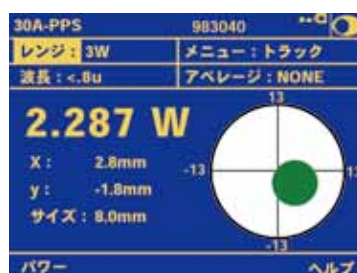 30A-PPS 983040
レンジ: 3W メニュー:トラック
波長:<.8u アベレージ:NONE
2.287 W
X: 2.8mm
y: -1.8mm
サイズ: 8.0mm
13
-13 13
-13
パワー ヘルプ